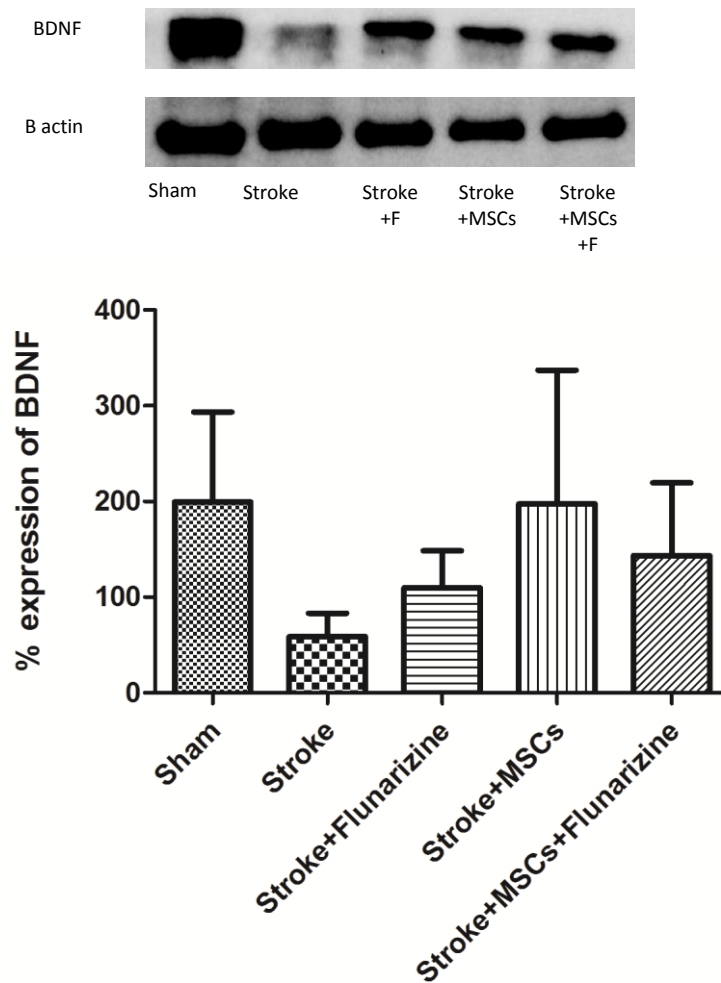 BDNF
B actin
Sham
Stroke
Stroke
+F
Stroke
+MSCs
Stroke
+MSCs
+F
% expression of BDNF
400
300
200
100
0
Sham
Stroke
Stroke+Flunarizine
Stroke+MSCs
Stroke+MSCs+Flunarizine